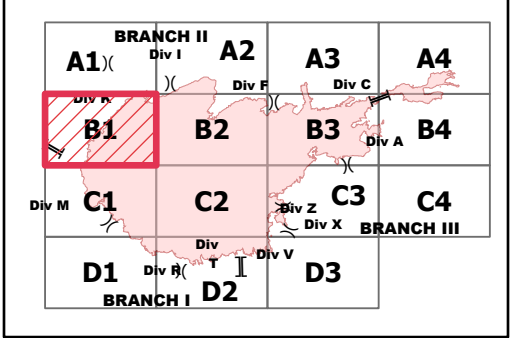 BRANCH II
A1
Div I
A2
A3
A4
Div F
Div C
Div K
B1
B2
B3
B4
Div A
Div M
C1
C2
C3
C4
Div Z
Div X
BRANCH III
Div
T
Div V
D1
Div R
D2
D3
BRANCH I